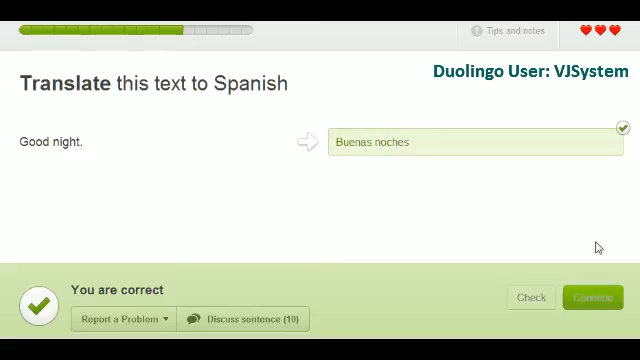 Tips and notes
Duolingo User: VJSystem
Translate this text to Spanish
Good night.
Buenas noches
You are correct
Check
Continue
Report a Problem
Discuss sentence (10)